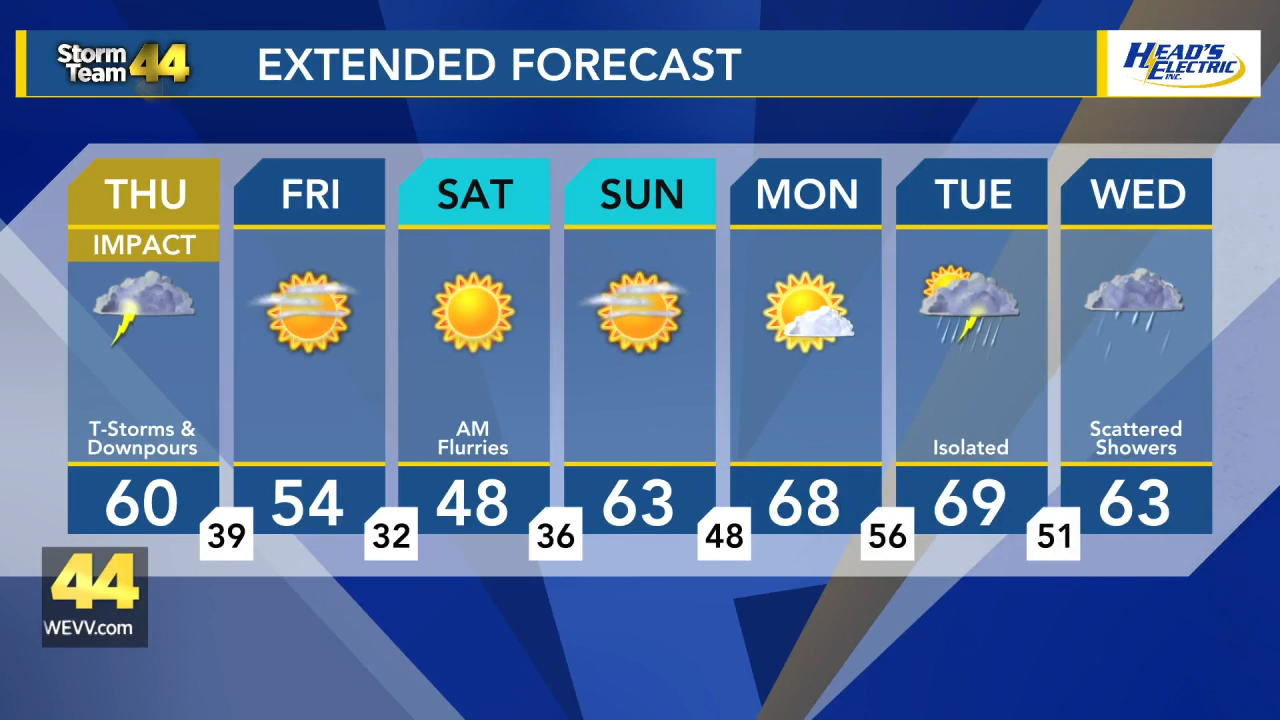 Storm
Team 44
EXTENDED FORECAST
HEAD'S
ELECTRIC
INC.
THU FRI SAT SUN MON TUE WED
IMPACT
T-Storms &
Downpours
AM
Flurries
Isolated
Scattered
Showers
60 54 48 63 68 69 63
39 32 36 48 56 51
44
WEVV.com